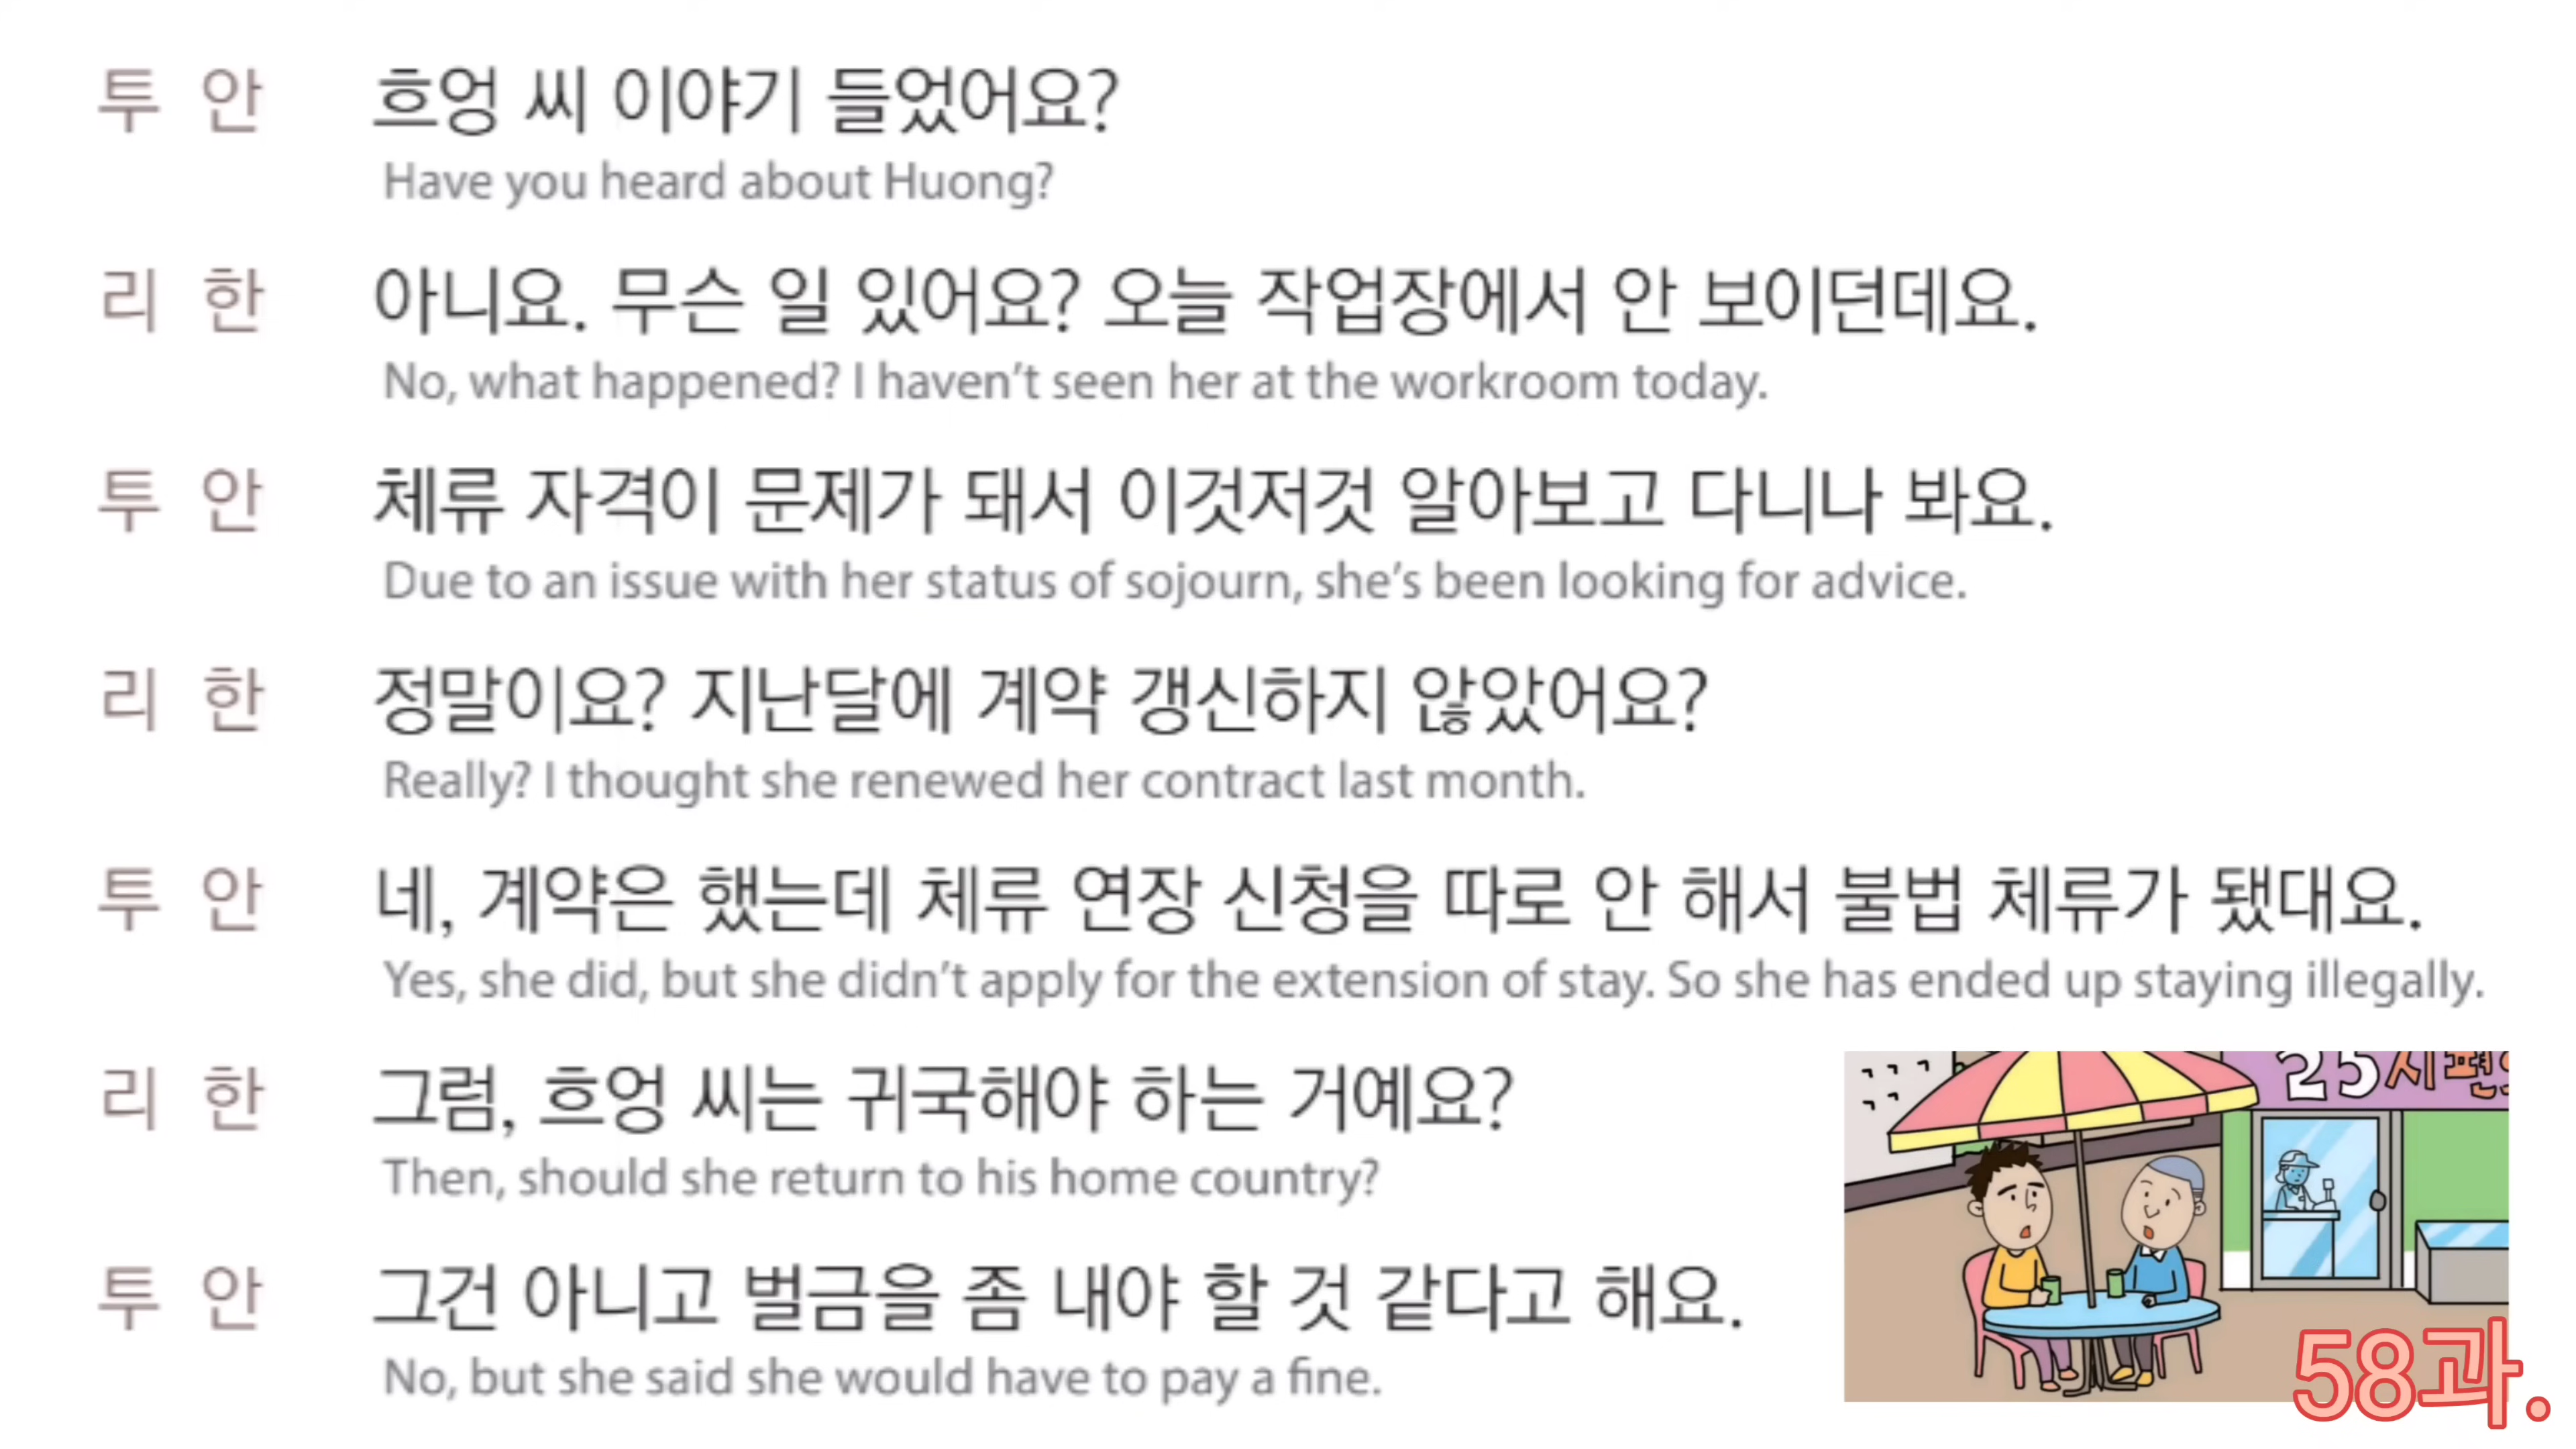 투 안 흐엉 씨 이야기 들었어요?
Have you heard about Huong?
리 한 아니요. 무슨 일 있어요? 오늘 작업장에서 안 보이던데요.
No, what happened? I haven't seen her at the workroom today.
투 안 체류 자격이 문제가 돼서 이것저것 알아보고 다니나 봐요.
Due to an issue with her status of sojourn, she's been looking for advice.
리 한 정말이요? 지난달에 계약 갱신하지 않았어요?
Really? I thought she renewed her contract last month.
투 안 네, 계약은 했는데 체류 연장 신청을 따로 안 해서 불법 체류가 됐대요.
Yes, she did, but she didn't apply for the extension of stay. So she has ended up staying illegally.
리 한 그럼, 흐엉 씨는 귀국해야 하는 거예요?
Then, should she return to his home country?
투 안 그건 아니고 벌금을 좀 내야 할 것 같다고 해요.
No, but she said she would have to pay a fine.
25시
58과.